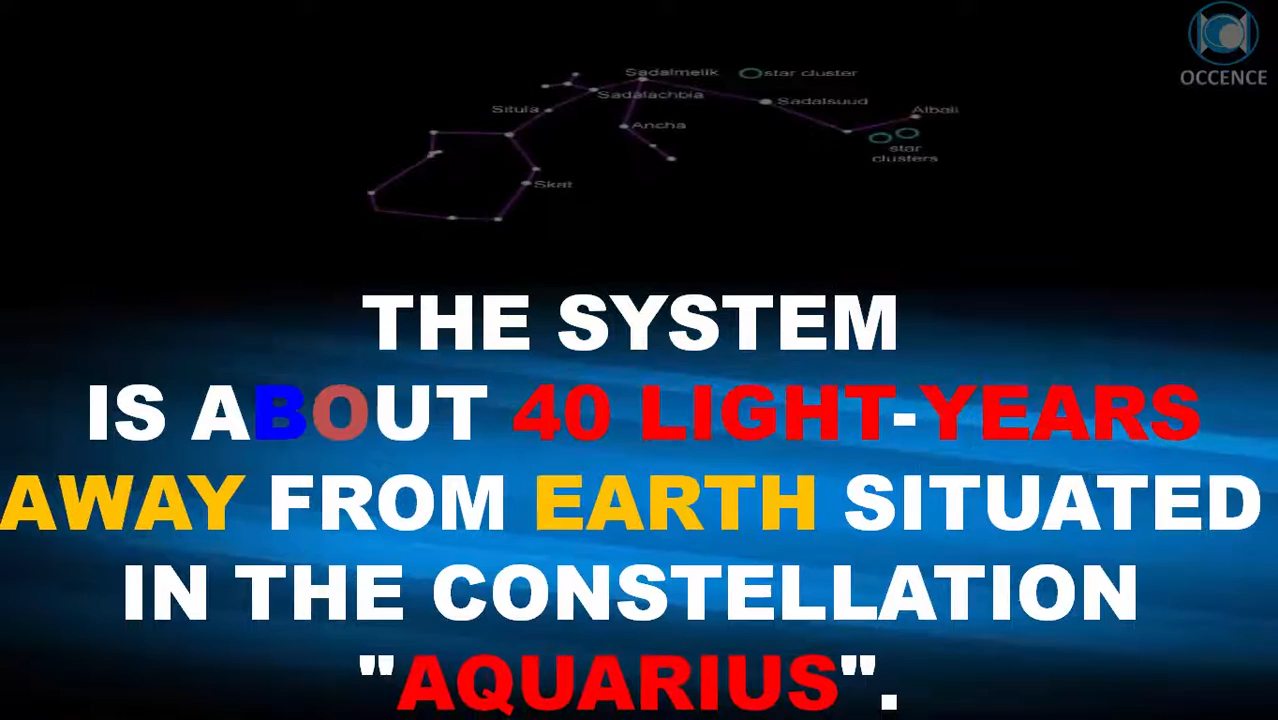 OCCENCE
Sadalmelik
star cluster
Sadalachbia
Sadalsuud
Situla
Albali
Ancha
star
clusters
Skat
THE SYSTEM
IS ABOUT 40 LIGHT-YEARS
AWAY FROM EARTH SITUATED
IN THE CONSTELLATION
"AQUARIUS".